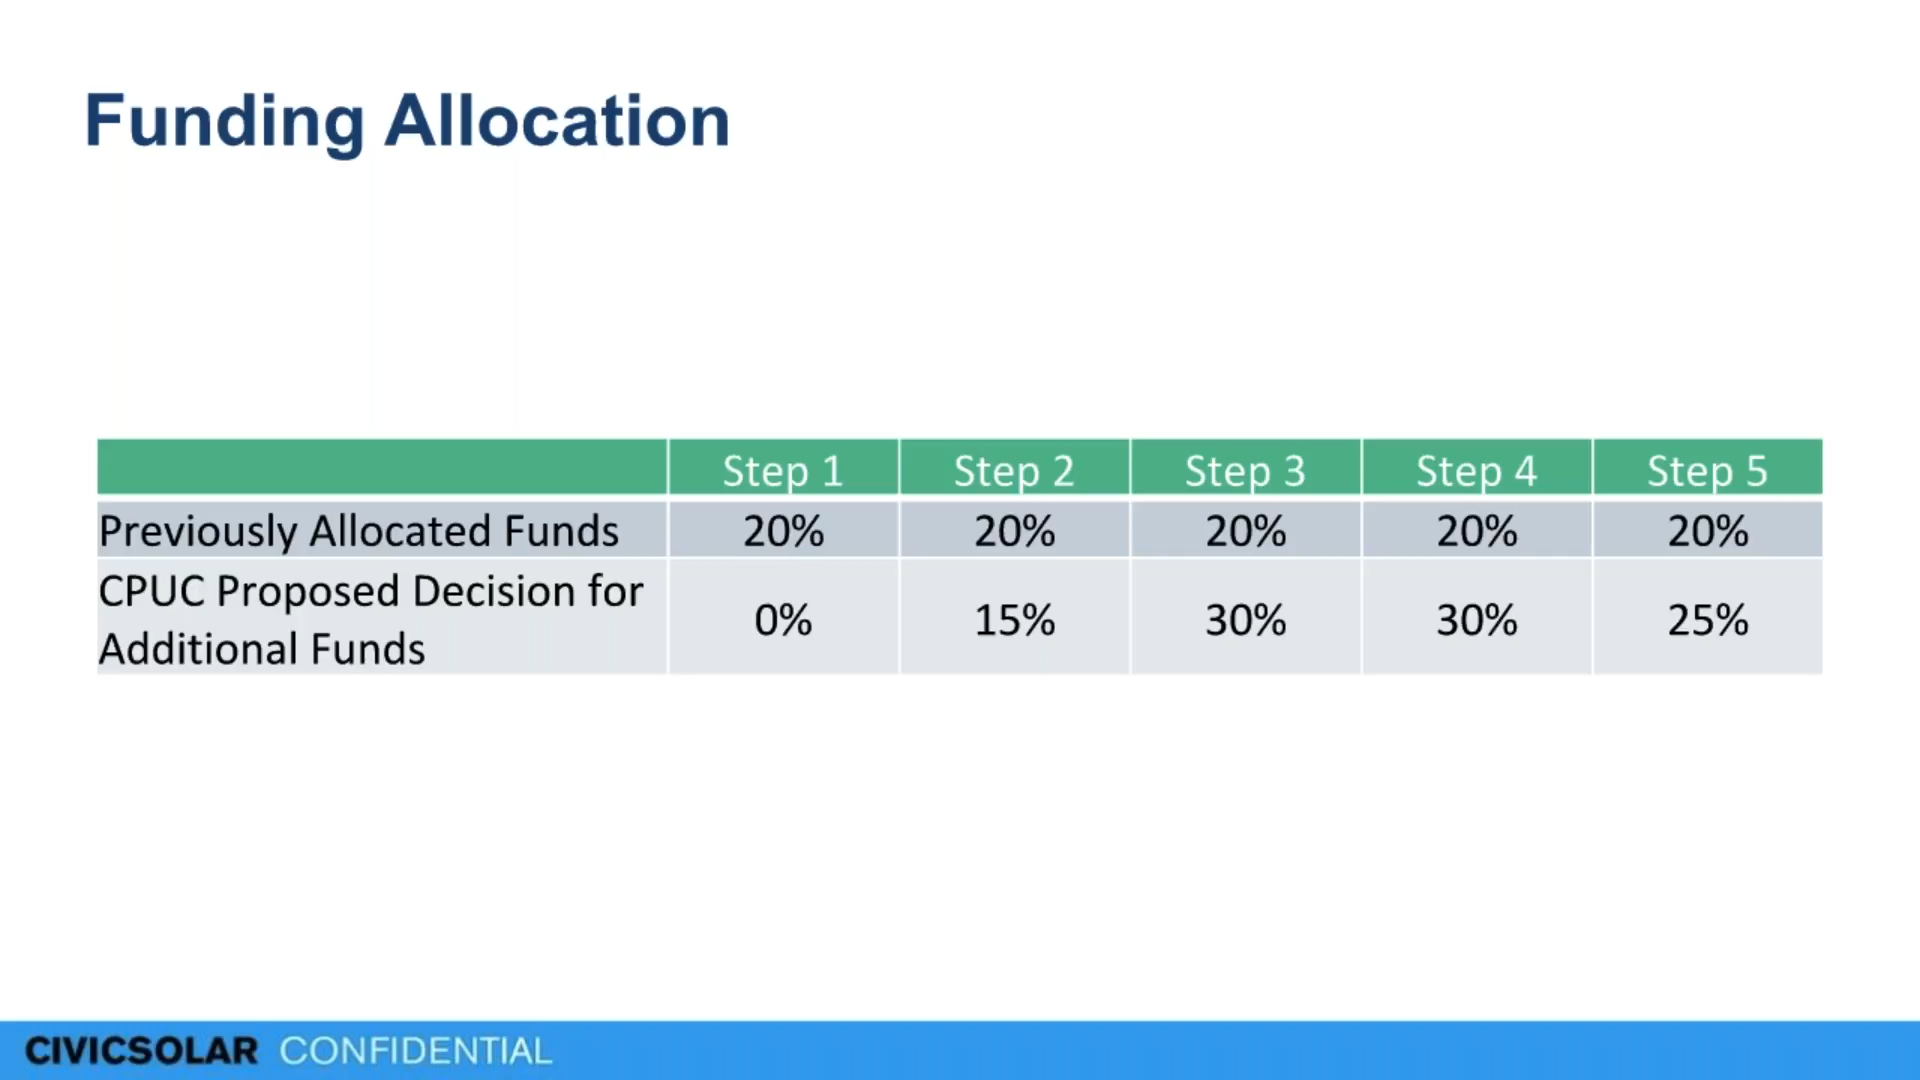 Funding Allocation
Step 1 Step 2 Step 3 Step 4 Step 5
Previously Allocated Funds 20% 20% 20% 20% 20%
CPUC Proposed Decision for
Additional Funds 0% 15% 30% 30% 25%
CIVICSOLAR CONFIDENTIAL